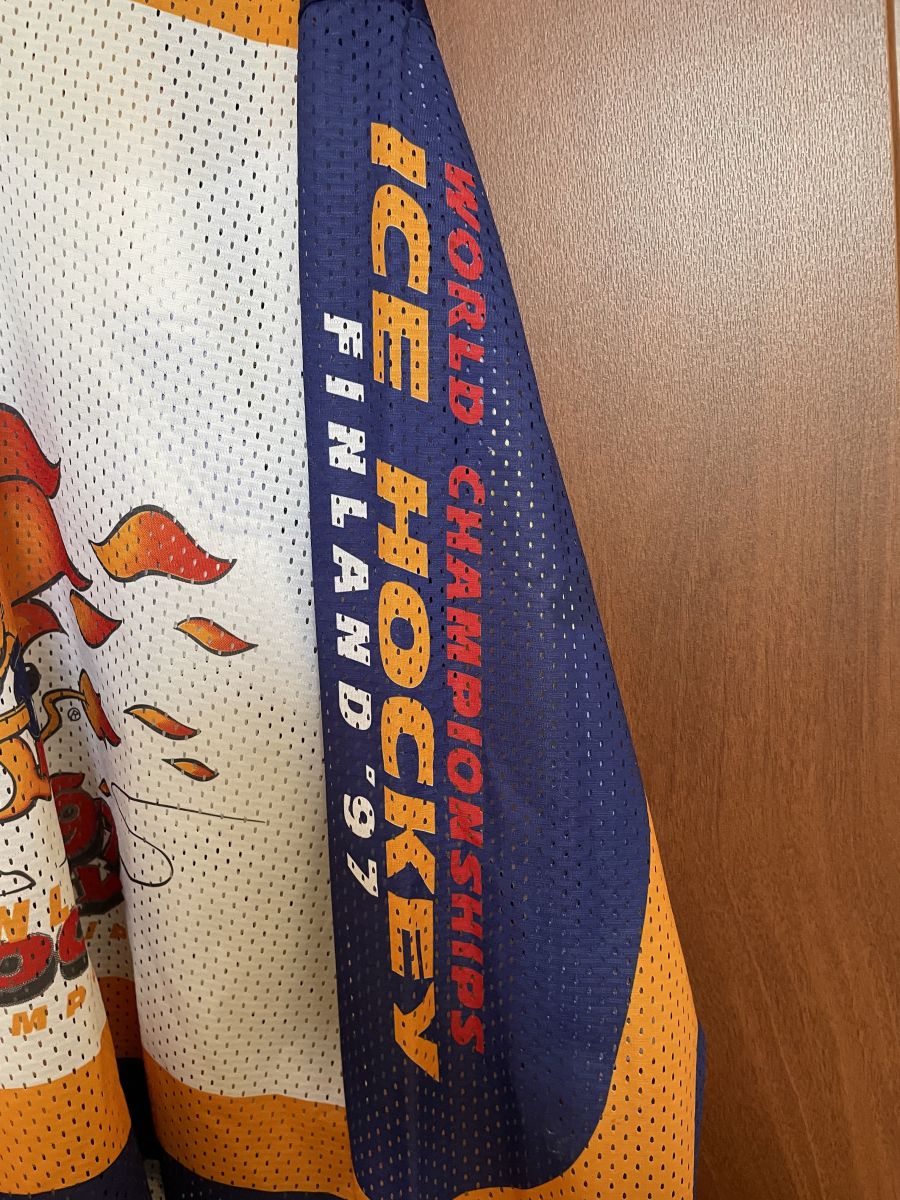 WORLD CHAMPIONSHIPS
ICE HOCKEY
FINLAND '97
®